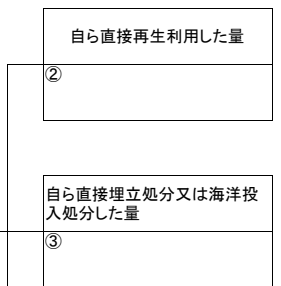 自ら直接再生利用した量
②
自ら直接埋立処分又は海洋投
入処分した量
③